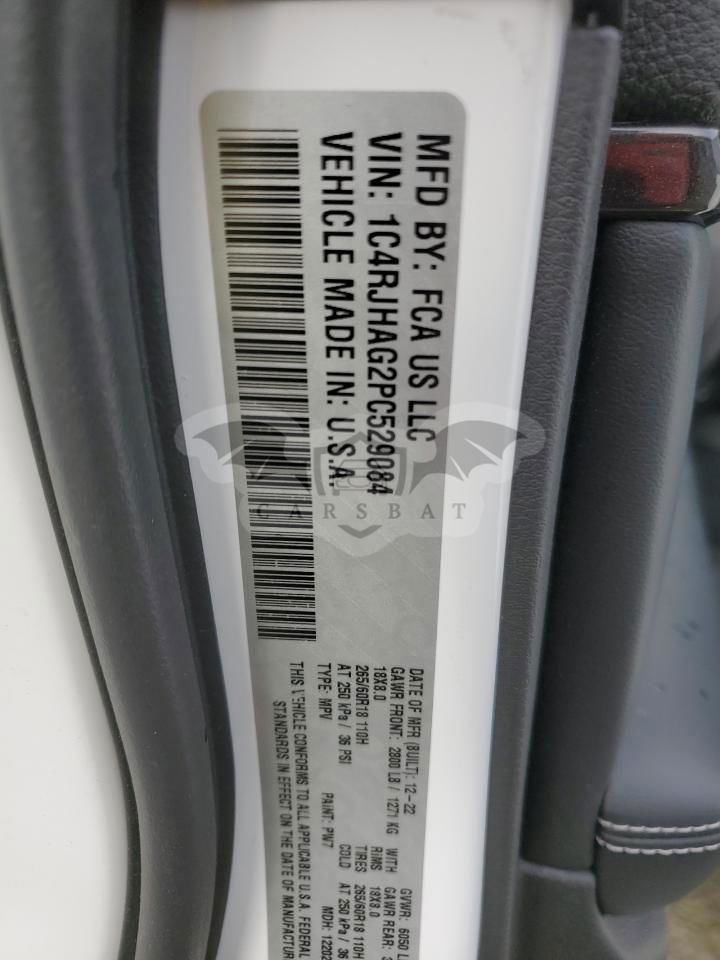 MFD BY: FCA US LLC
VIN: 1C4RJHAG2PC529084
VEHICLE MADE IN: U.S.A.
CARSBAT
DATE OF MFR (BUILT): 12-22 GVWR: 6050 L
GAWR FRONT: 2800 LB / 1271 KG WITH GAWR REAR:
18X8.0 RIMS 18X8.0
265/60R18 110H TIRES 265/60R18 110H
AT 250 kPa / 36 PSI COLD AT 250 kPa / 36
TYPE: MPV PAINT: PW7 MDH: 1220
THIS VEHICLE CONFORMS TO ALL APPLICABLE U.S.A. FEDERAL
STANDARDS IN EFFECT ON THE DATE OF MANUFACTUR